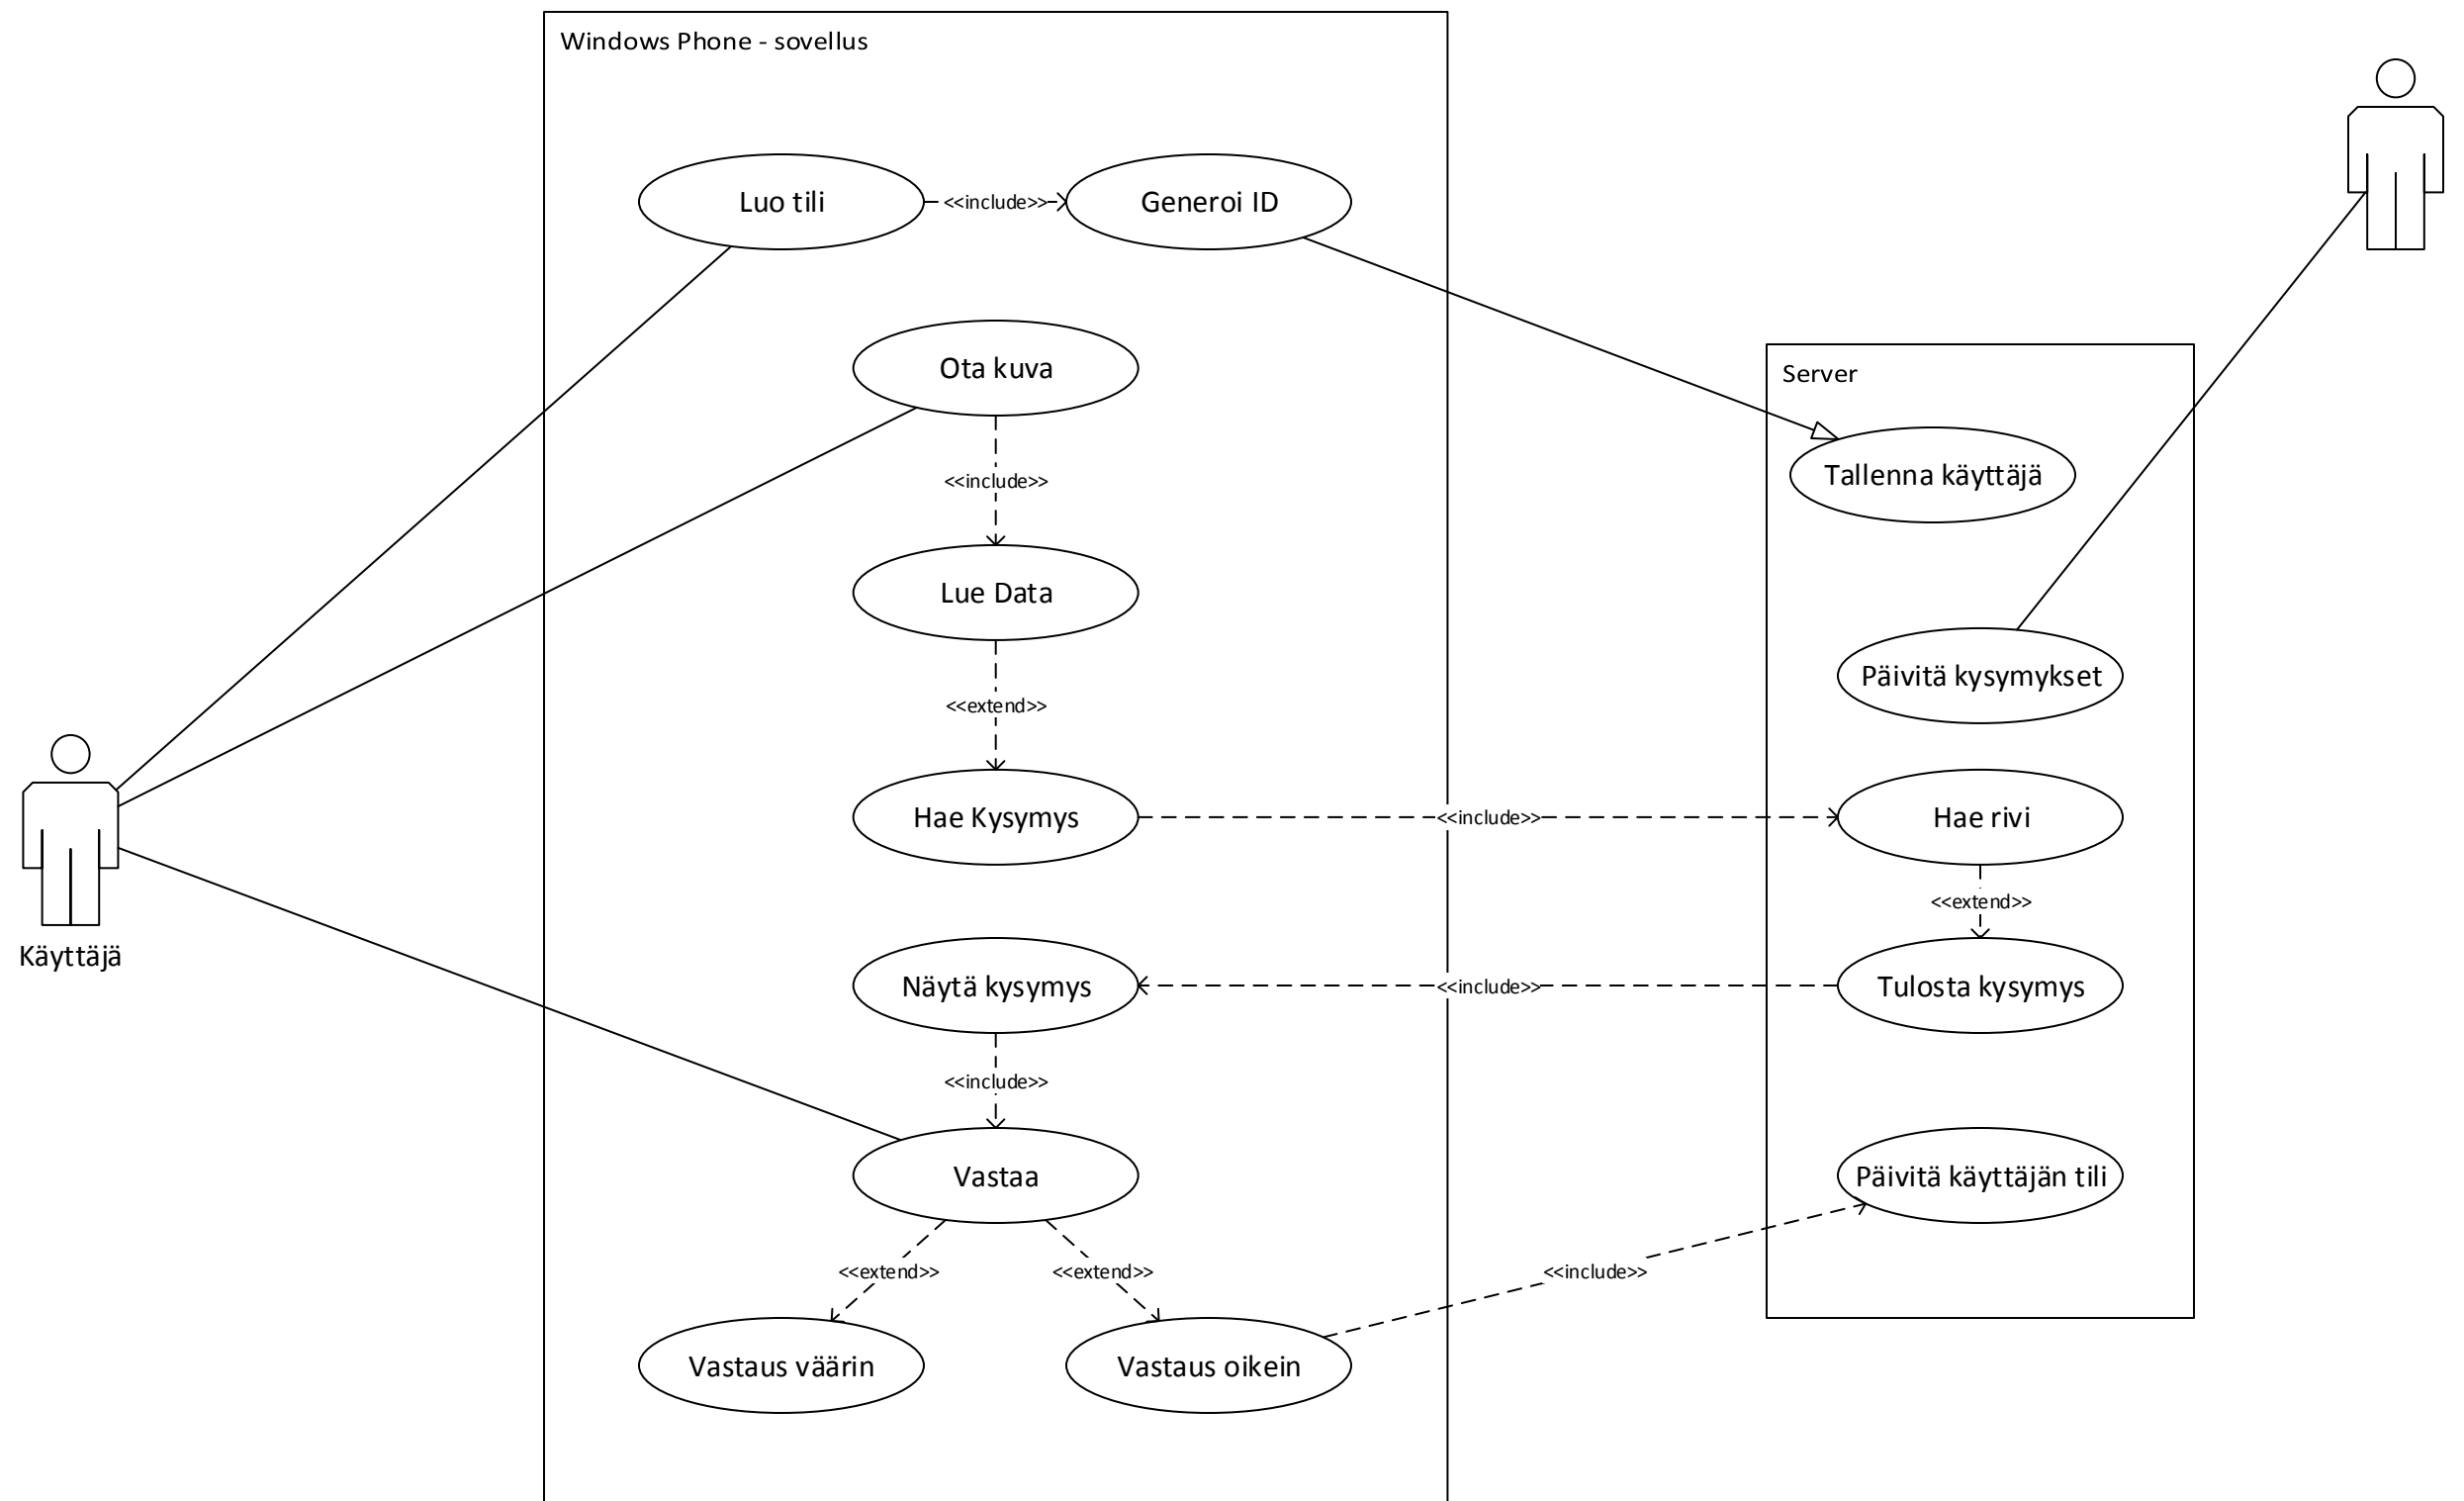 Windows Phone - sovellus
Luo tili
<<include>>
Generoi ID
Ota kuva
Server
<<include>>
Tallenna käyttäjä
Lue Data
Päivitä kysymykset
<<extend>>
Hae Kysymys
<<include>>
Hae rivi
<<extend>>
Käyttäjä
Näytä kysymys
<<include>>
Tulosta kysymys
<<include>>
Vastaa
Päivitä käyttäjän tili
<<extend>>
<<extend>>
<<include>>
Vastaus väärin
Vastaus oikein